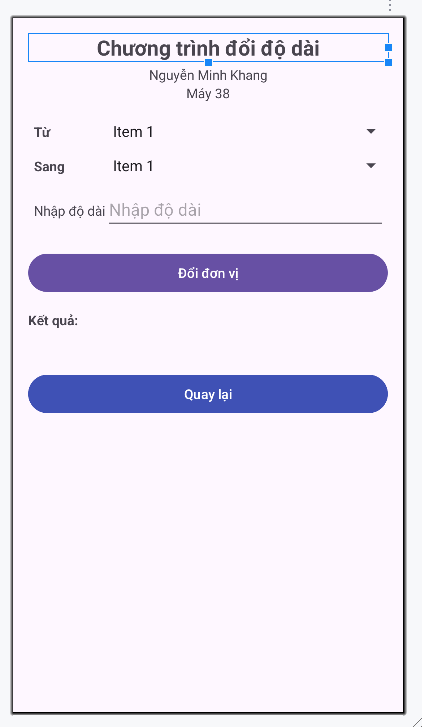 Chương trình đổi độ dài
Nguyễn Minh Khang
Máy 38
Từ Item 1
Sang Item 1
Nhập độ dài Nhập độ dài
Đổi đơn vị
Kết quả:
Quay lại